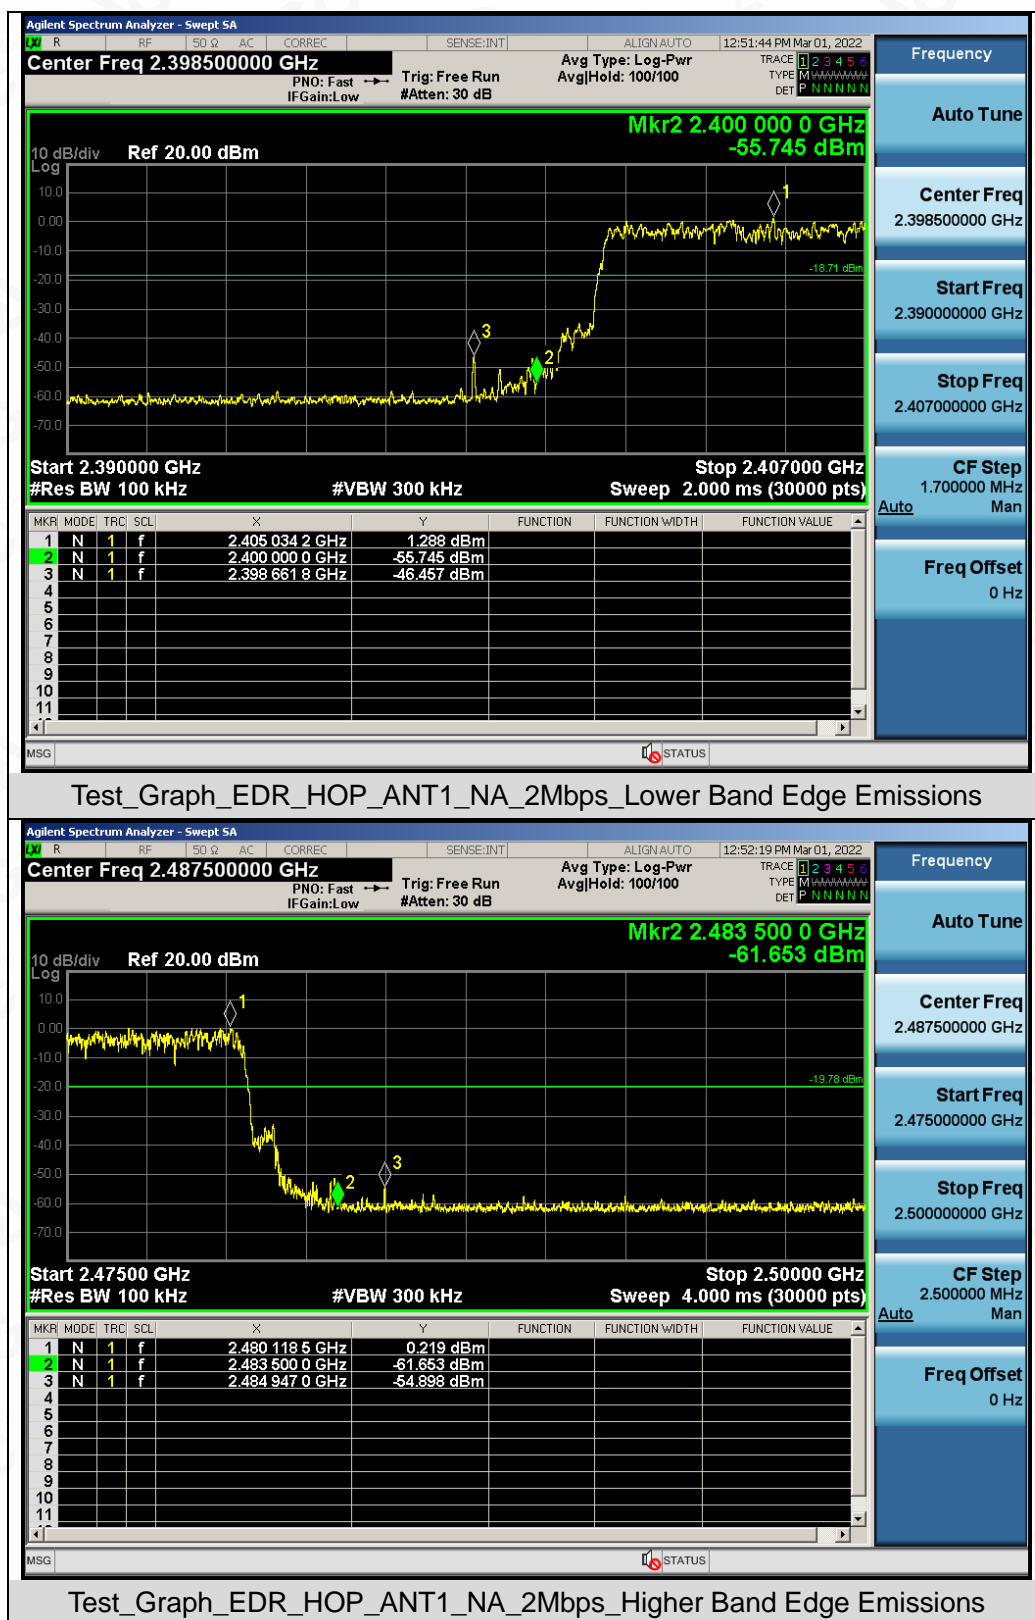 Agilent Spectrum Analyzer - Swept SA
LXI R RF 50 Ω AC CORREC SENSE:INT ALIGN AUTO 12:51:44 PM Mar 01, 2022
Center Freq 2.398500000 GHz
PNO: Fast
IFGain:Low
Trig: Free Run
#Atten: 30 dB
Avg Type: Log-Pwr
Avg|Hold: 100/100
TRACE 1 2 3 4 5 6
TYPE M W W W W W
DET P N N N N N
Mkr2 2.400 000 0 GHz
-55.745 dBm
10 dB/div Ref 20.00 dBm
Log
10.0
0.00
-10.0
-20.0
-30.0
-40.0
-50.0
-60.0
-70.0
1
-18.71 dBm
3
2
Start 2.390000 GHz Stop 2.407000 GHz
#Res BW 100 kHz #VBW 300 kHz Sweep 2.000 ms (30000 pts)
MKR MODE TRC SCL X Y FUNCTION FUNCTION WIDTH FUNCTION VALUE
1 N 1 f 2.405 034 2 GHz 1.288 dBm
2 N 1 f 2.400 000 0 GHz -55.745 dBm
3 N 1 f 2.398 661 8 GHz -46.457 dBm
4
5
6
7
8
9
10
11
MSG STATUS
Frequency
Auto Tune
Center Freq
2.398500000 GHz
Start Freq
2.390000000 GHz
Stop Freq
2.407000000 GHz
CF Step
1.700000 MHz
Auto Man
Freq Offset
0 Hz
Test_Graph_EDR_HOP_ANT1_NA_2Mbps_Lower Band Edge Emissions
Agilent Spectrum Analyzer - Swept SA
LXI R RF 50 Ω AC CORREC SENSE:INT ALIGN AUTO 12:52:19 PM Mar 01, 2022
Center Freq 2.487500000 GHz
PNO: Fast
IFGain:Low
Trig: Free Run
#Atten: 30 dB
Avg Type: Log-Pwr
Avg|Hold: 100/100
TRACE 1 2 3 4 5 6
TYPE M W W W W W
DET P N N N N N
Mkr2 2.483 500 0 GHz
-61.653 dBm
10 dB/div Ref 20.00 dBm
Log
10.0
0.00
-10.0
-20.0
-30.0
-40.0
-50.0
-60.0
-70.0
1
-19.78 dBm
3
2
Start 2.47500 GHz Stop 2.50000 GHz
#Res BW 100 kHz #VBW 300 kHz Sweep 4.000 ms (30000 pts)
MKR MODE TRC SCL X Y FUNCTION FUNCTION WIDTH FUNCTION VALUE
1 N 1 f 2.480 118 5 GHz 0.219 dBm
2 N 1 f 2.483 500 0 GHz -61.653 dBm
3 N 1 f 2.484 947 0 GHz -54.898 dBm
4
5
6
7
8
9
10
11
MSG STATUS
Frequency
Auto Tune
Center Freq
2.487500000 GHz
Start Freq
2.475000000 GHz
Stop Freq
2.500000000 GHz
CF Step
2.500000 MHz
Auto Man
Freq Offset
0 Hz
Test_Graph_EDR_HOP_ANT1_NA_2Mbps_Higher Band Edge Emissions